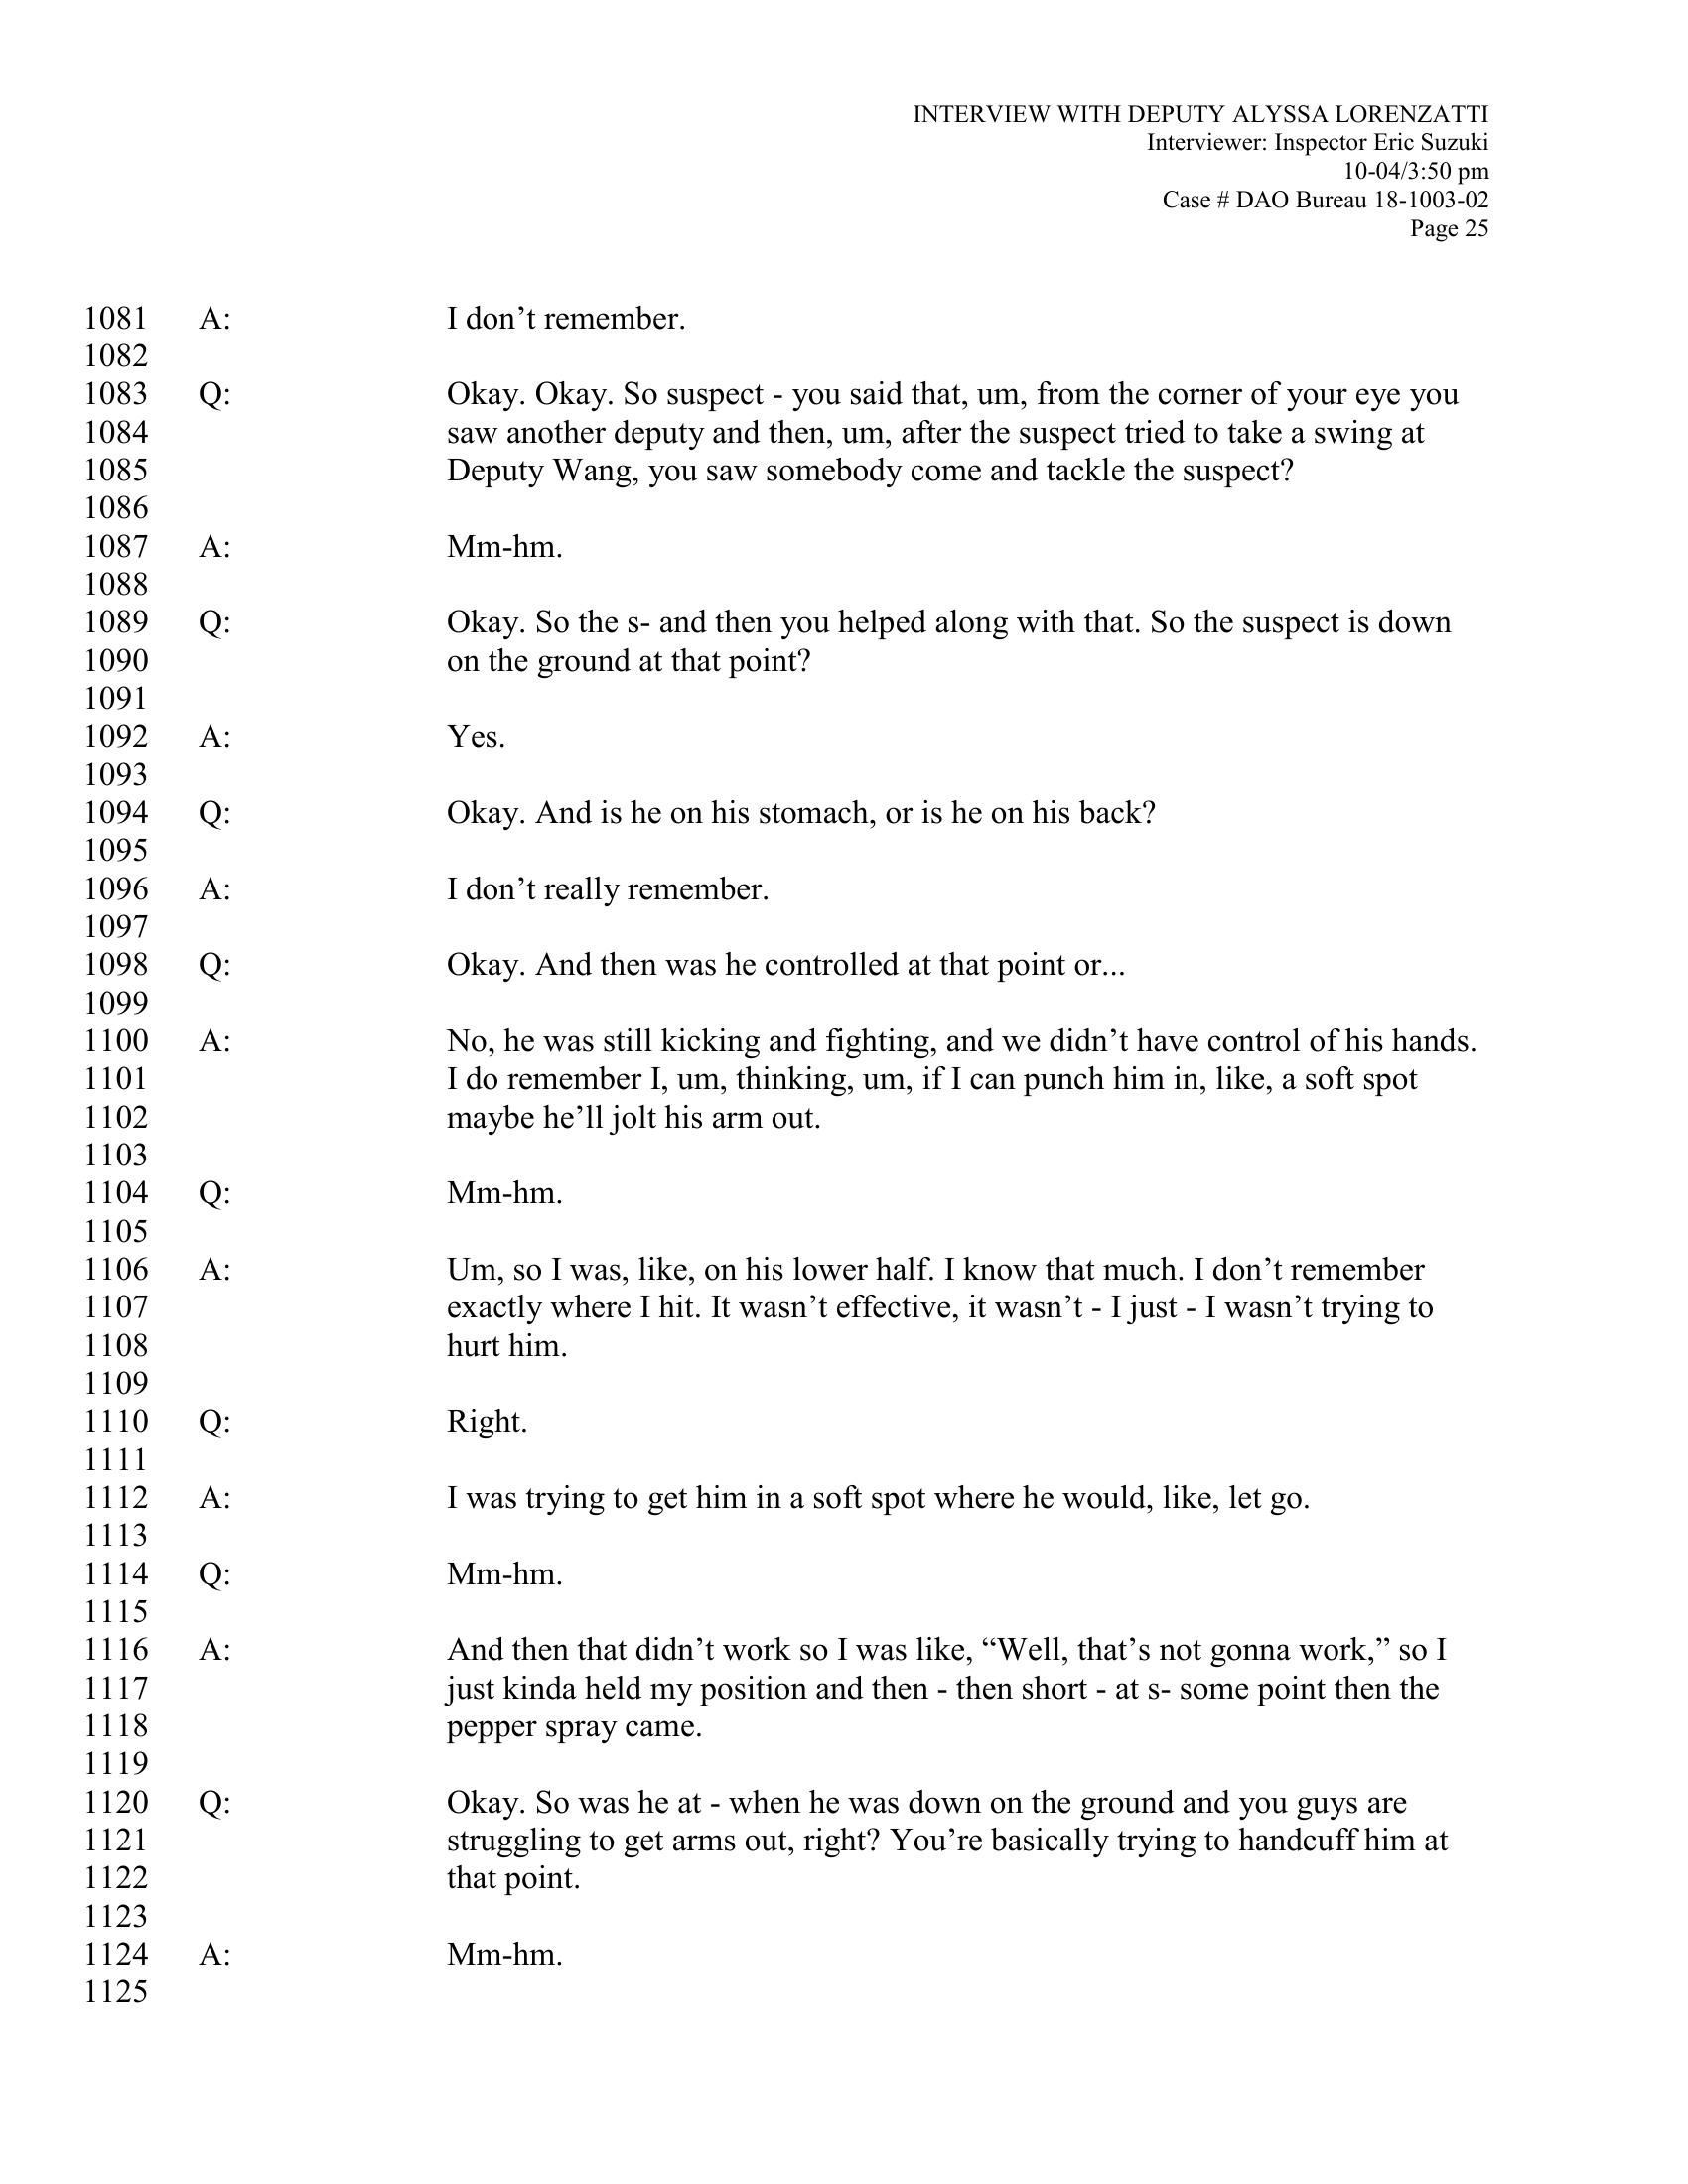 INTERVIEW WITH DEPUTY ALYSSA LORENZATTI
Interviewer: Inspector Eric Suzuki
10-04/3:50 pm
Case # DAO Bureau 18-1003-02
Page 25
1081 A: I don’t remember.
1082
1083 Q: Okay. Okay. So suspect - you said that, um, from the corner of your eye you
1084 saw another deputy and then, um, after the suspect tried to take a swing at
1085 Deputy Wang, you saw somebody come and tackle the suspect?
1086
1087 A: Mm-hm.
1088
1089 Q: Okay. So the s- and then you helped along with that. So the suspect is down
1090 on the ground at that point?
1091
1092 A: Yes.
1093
1094 Q: Okay. And is he on his stomach, or is he on his back?
1095
1096 A: I don’t really remember.
1097
1098 Q: Okay. And then was he controlled at that point or...
1099
1100 A: No, he was still kicking and fighting, and we didn’t have control of his hands.
1101 I do remember I, um, thinking, um, if I can punch him in, like, a soft spot
1102 maybe he’ll jolt his arm out.
1103
1104 Q: Mm-hm.
1105
1106 A: Um, so I was, like, on his lower half. I know that much. I don’t remember
1107 exactly where I hit. It wasn’t effective, it wasn’t - I just - I wasn’t trying to
1108 hurt him.
1109
1110 Q: Right.
1111
1112 A: I was trying to get him in a soft spot where he would, like, let go.
1113
1114 Q: Mm-hm.
1115
1116 A: And then that didn’t work so I was like, “Well, that’s not gonna work,” so I
1117 just kinda held my position and then - then short - at s- some point then the
1118 pepper spray came.
1119
1120 Q: Okay. So was he at - when he was down on the ground and you guys are
1121 struggling to get arms out, right? You’re basically trying to handcuff him at
1122 that point.
1123
1124 A: Mm-hm.
1125